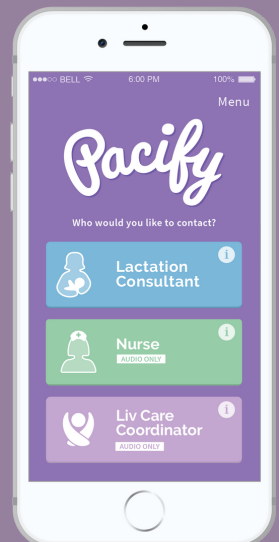 BELL 6:00 PM 100%
Menu
Pacify
Who would you like to contact?
i
Lactation
Consultant
i
Nurse
AUDIO ONLY
i
Liv Care
Coordinator
AUDIO ONLY